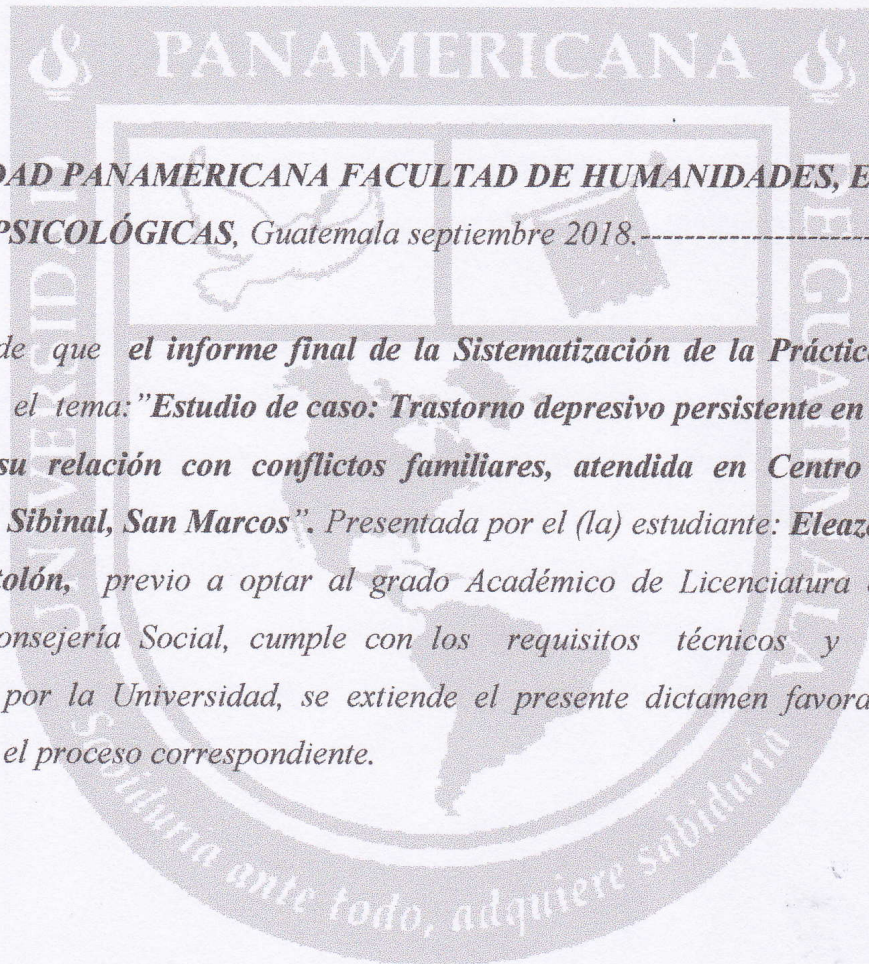 PANAMERICANA
UNIVERSIDAD
DE GUATEMALA
DAD PANAMERICANA FACULTAD DE HUMANIDADES, E
PSICOLÓGICAS, Guatemala septiembre 2018.----------------------
de que el informe final de la Sistematización de la Práctic
el tema: "Estudio de caso: Trastorno depresivo persistente en
su relación con conflictos familiares, atendida en Centro
Sibinal, San Marcos". Presentada por el (la) estudiante: Eleaz
tolón, previo a optar al grado Académico de Licenciatura
onsejería Social, cumple con los requisitos técnicos y
por la Universidad, se extiende el presente dictamen favora
el proceso correspondiente.
Sabiduría ante todo, adquiere sabiduría